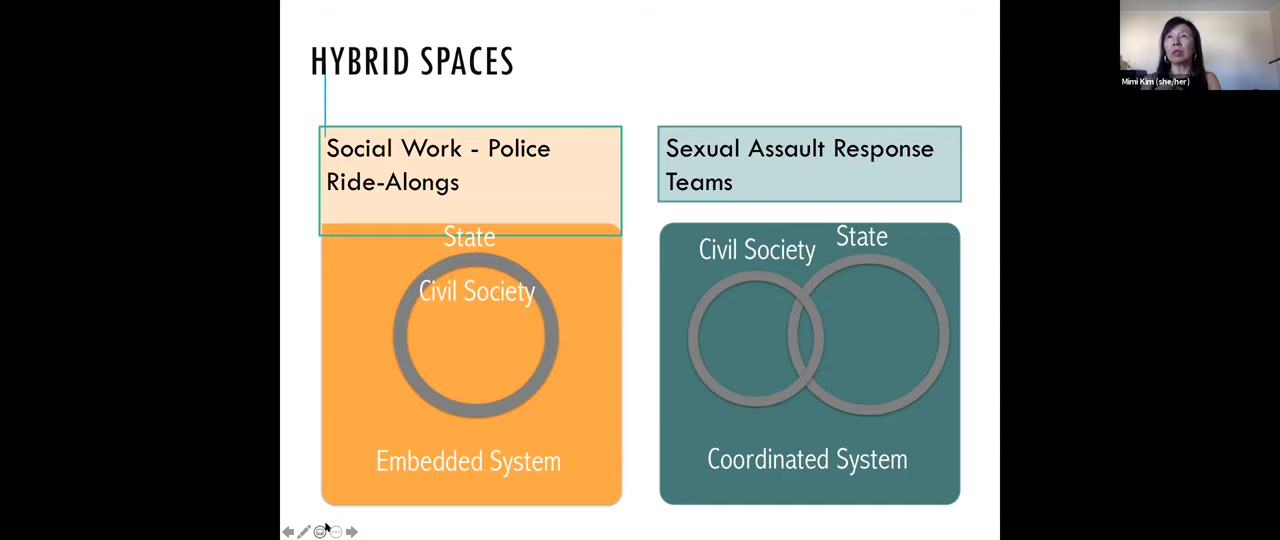 HYBRID SPACES
Mimi Kim (she/her)
Social Work - Police
Ride-Alongs
State
Civil Society
Embedded System
Sexual Assault Response
Teams
Civil Society
State
Coordinated System